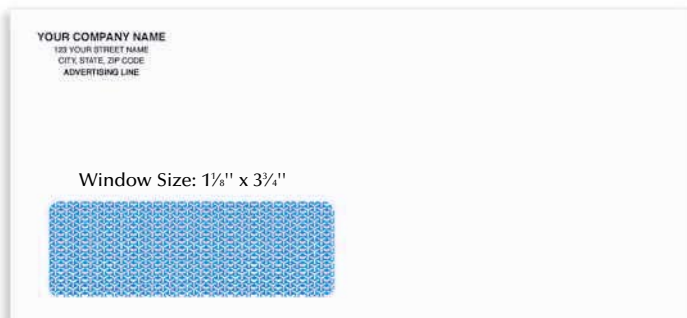 YOUR COMPANY NAME
123 YOUR STREET NAME
CITY, STATE, ZIP CODE
ADVERTISING LINE
Window Size: 1⅛'' x 3¾''